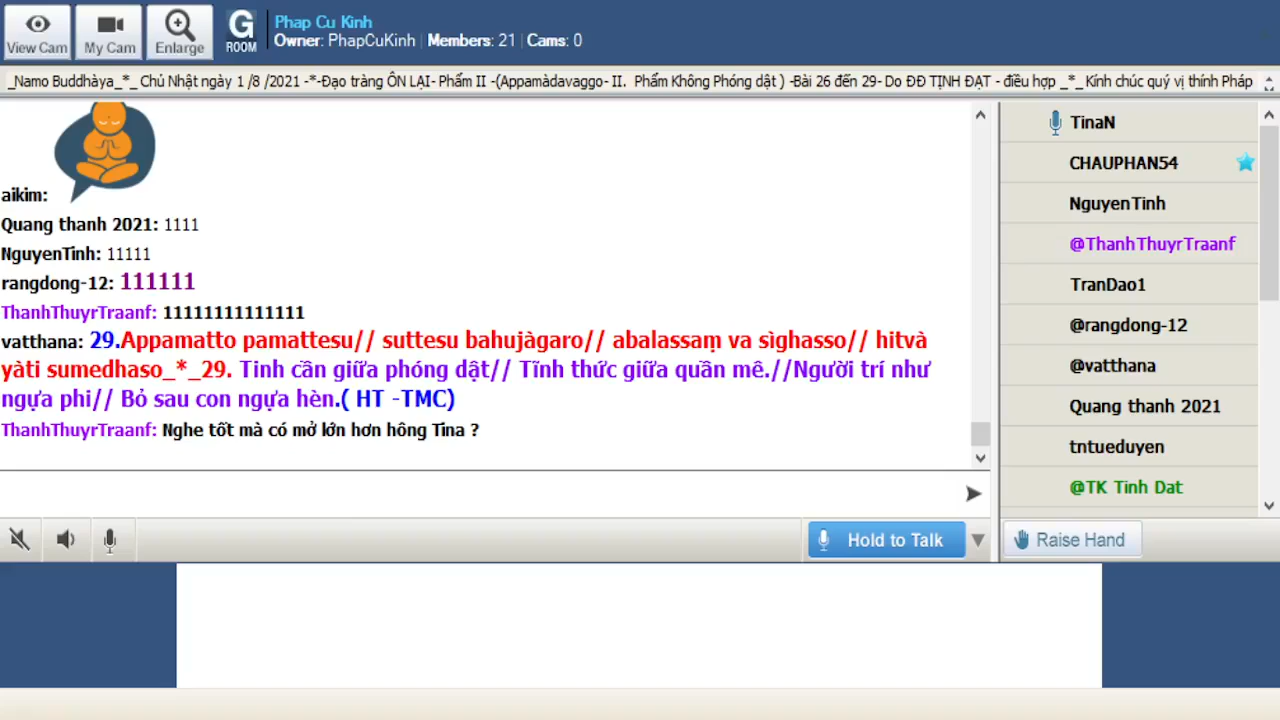 View Cam
My Cam
Enlarge
G
ROOM
Phap Cu Kinh
Owner: PhapCuKinh | Members: 21 | Cams: 0
_Namo Buddhàya_*_ Chủ Nhật ngày 1 /8 /2021 -*-Đạo tràng ÔN LẠI- Phẩm II -(Appamàdavaggo- II. Phẩm Không Phóng dật ) -Bài 26 đến 29- Do ĐĐ TỊNH ĐẠT - điều hợp _*_ Kính chúc quý vị thính Pháp
aikim:
Quang thanh 2021: 1111
NguyenTinh: 11111
rangdong-12: 111111
ThanhThuyrTraanf: 11111111111111
vatthana: 29.Appamatto pamattesu// suttesu bahujàgaro// abalassaṃ va sìghasso// hitvà
yàti sumedhaso_*_29. Tinh cần giữa phóng dật// Tĩnh thức giữa quần mê.//Người trí như
ngựa phi// Bỏ sau con ngựa hèn.( HT -TMC)
ThanhThuyrTraanf: Nghe tốt mà có mở lớn hơn hông Tina ?
TinaN
CHAUPHAN54
NguyenTinh
@ThanhThuyrTraanf
TranDao1
@rangdong-12
@vatthana
Quang thanh 2021
tntueduyen
@TK Tinh Dat
Hold to Talk
Raise Hand